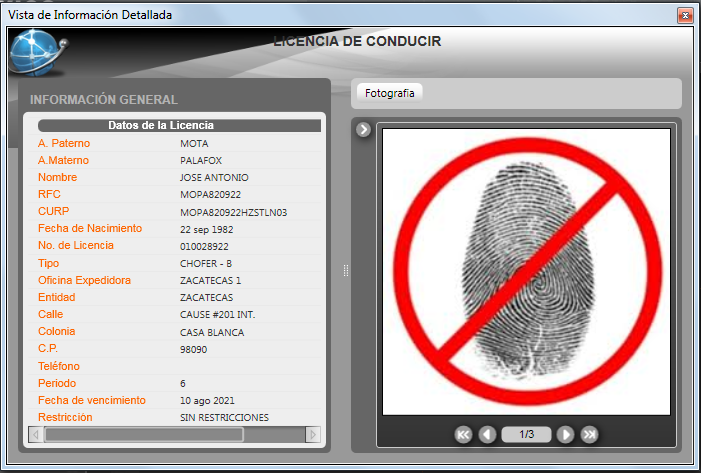 Vista de Información Detallada
LICENCIA DE CONDUCIR
INFORMACIÓN GENERAL
Datos de la Licencia
A. Paterno MOTA
A.Materno PALAFOX
Nombre JOSE ANTONIO
RFC MOPA820922
CURP MOPA820922HZSTLN03
Fecha de Nacimiento 22 sep 1982
No. de Licencia 010028922
Tipo CHOFER - B
Oficina Expedidora ZACATECAS 1
Entidad ZACATECAS
Calle CAUSE #201 INT.
Colonia CASA BLANCA
C.P. 98090
Teléfono
Periodo 6
Fecha de vencimiento 10 ago 2021
Restricción SIN RESTRICCIONES
Fotografia
1/3